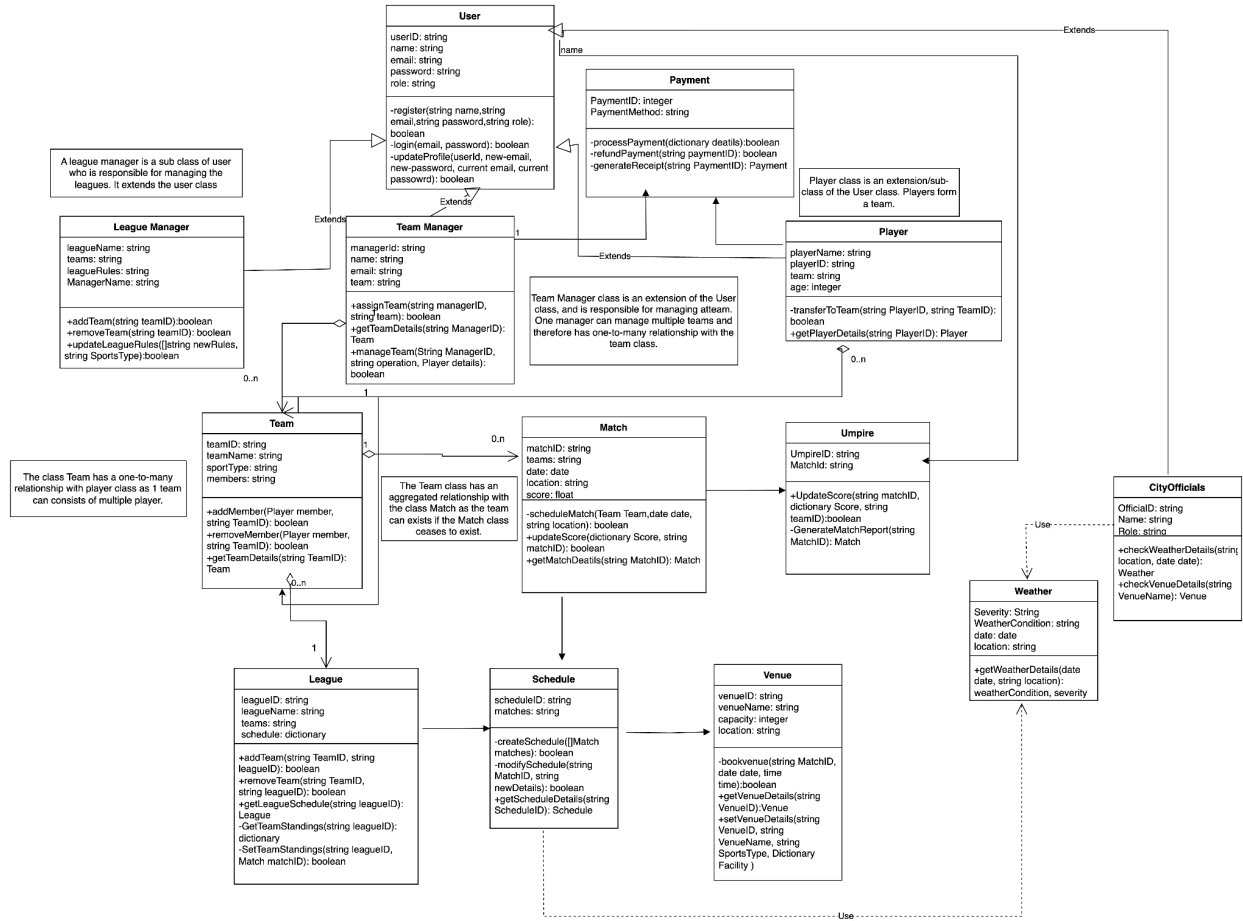 User
userID: string
name: string
email: string
password: string
role: string
-register(string name,string
email,string password,string role):
boolean
-login(email, password): boolean
-updateProfile(userId, new-email,
new-password, current email, current
passowrd): boolean
name
Extends
Payment
PaymentID: integer
PaymentMethod: string
-processPayment(dictionary deatils):boolean
-refundPayment(string paymentID): boolean
-generateReceipt(string PaymentID): Payment
A league manager is a sub class of user
who is responsible for managing the
leagues. It extends the user class
Player class is an extension/sub-
class of the User class. Players form
a team.
Extends
Extends
Extends
League Manager
leagueName: string
teams: string
leagueRules: string
ManagerName: string
+addTeam(string teamID):boolean
+removeTeam(string teamID): boolean
+updateLeagueRules([]string newRules,
string SportsType):boolean
Team Manager
managerId: string
name: string
email: string
team: string
+assignTeam(string managerID,
string team): boolean
+getTeamDetails(string ManagerID):
Team
+manageTeam(String ManagerID,
string operation, Player details):
boolean
1
1
Team Manager class is an extension of the User
class, and is responsible for managing atteam.
One manager can manage multiple teams and
therefore has one-to-many relationship with the
team class.
Player
playerName: string
playerID: string
team: string
age: integer
-transferToTeam(string PlayerID, string TeamID):
boolean
+getPlayerDetails(string PlayerID): Player
0..n
0..n
1
Team
teamID: string
teamName: string
sportType: string
members: string
+addMember(Player member,
string TeamID): boolean
+removeMember(Player member,
string TeamID): boolean
+getTeamDetails(string TeamID):
Team
1
0.n
0..n
1
The class Team has a one-to-many
relationship with player class as 1 team
can consists of multiple player.
The Team class has an
aggregated relationship with
the class Match as the team
can exists if the Match class
ceases to exist.
Match
matchID: string
teams: string
date: date
location: string
score: float
-scheduleMatch(Team Team,date date,
string location): boolean
+updateScore(dictionary Score, string
matchID): boolean
+getMatchDeatils(string MatchID): Match
Umpire
UmpireID: string
MatchId: string
+UpdateScore(string matchID,
dictionary Score, string
teamID):boolean
-GenerateMatchReport(string
MatchID): Match
CityOfficials
OfficialID: string
Name: string
Role: string
+checkWeatherDetails(string
location, date date):
Weather
+checkVenueDetails(string
VenueName): Venue
Use
Weather
Severity: String
WeatherCondition: string
date: date
location: string
+getWeatherDetails(date
date, string location):
weatherCondition, severity
League
leagueID: string
leagueName: string
teams: string
schedule: dictionary
+addTeam(string TeamID, string
leagueID): boolean
+removeTeam(string TeamID,
string leagueID): boolean
+getLeagueSchedule(string leagueID):
League
-GetTeamStandings(string leagueID):
dictionary
-SetTeamStandings(string leagueID,
Match matchID): boolean
Schedule
scheduleID: string
matches: string
-createSchedule([]Match
matches): boolean
-modifySchedule(string
MatchID, string
newDetails): boolean
+getScheduleDetails(string
ScheduleID): Schedule
Venue
venueID: string
venueName: string
capacity: integer
location: string
-bookvenue(string MatchID,
date date, time
time):boolean
+getVenueDetails(string
VenueID):Venue
+setVenueDetails(string
VenueID, string
VenueName, string
SportsType, Dictionary
Facility )
Use